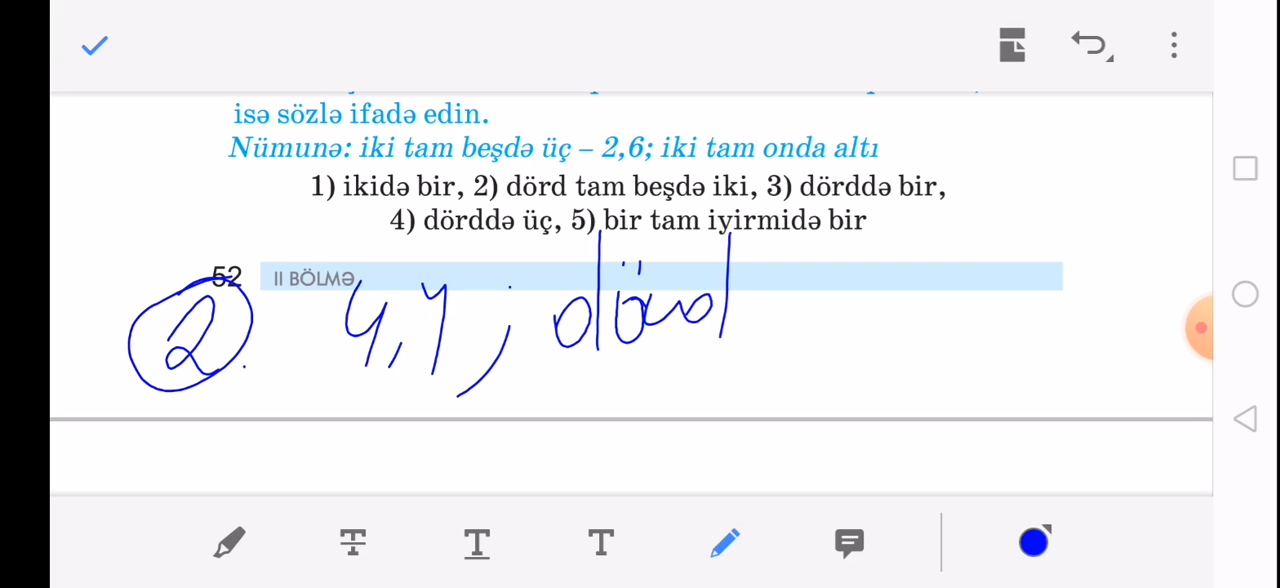 isə sözlə ifadə edin.
Nümunə: iki tam beşdə üç – 2,6; iki tam onda altı
1) ikidə bir, 2) dörd tam beşdə iki, 3) dörddə bir,
4) dörddə üç, 5) bir tam iyirmidə bir
52 II BÖLMƏ
2. 4,4 ; dörd